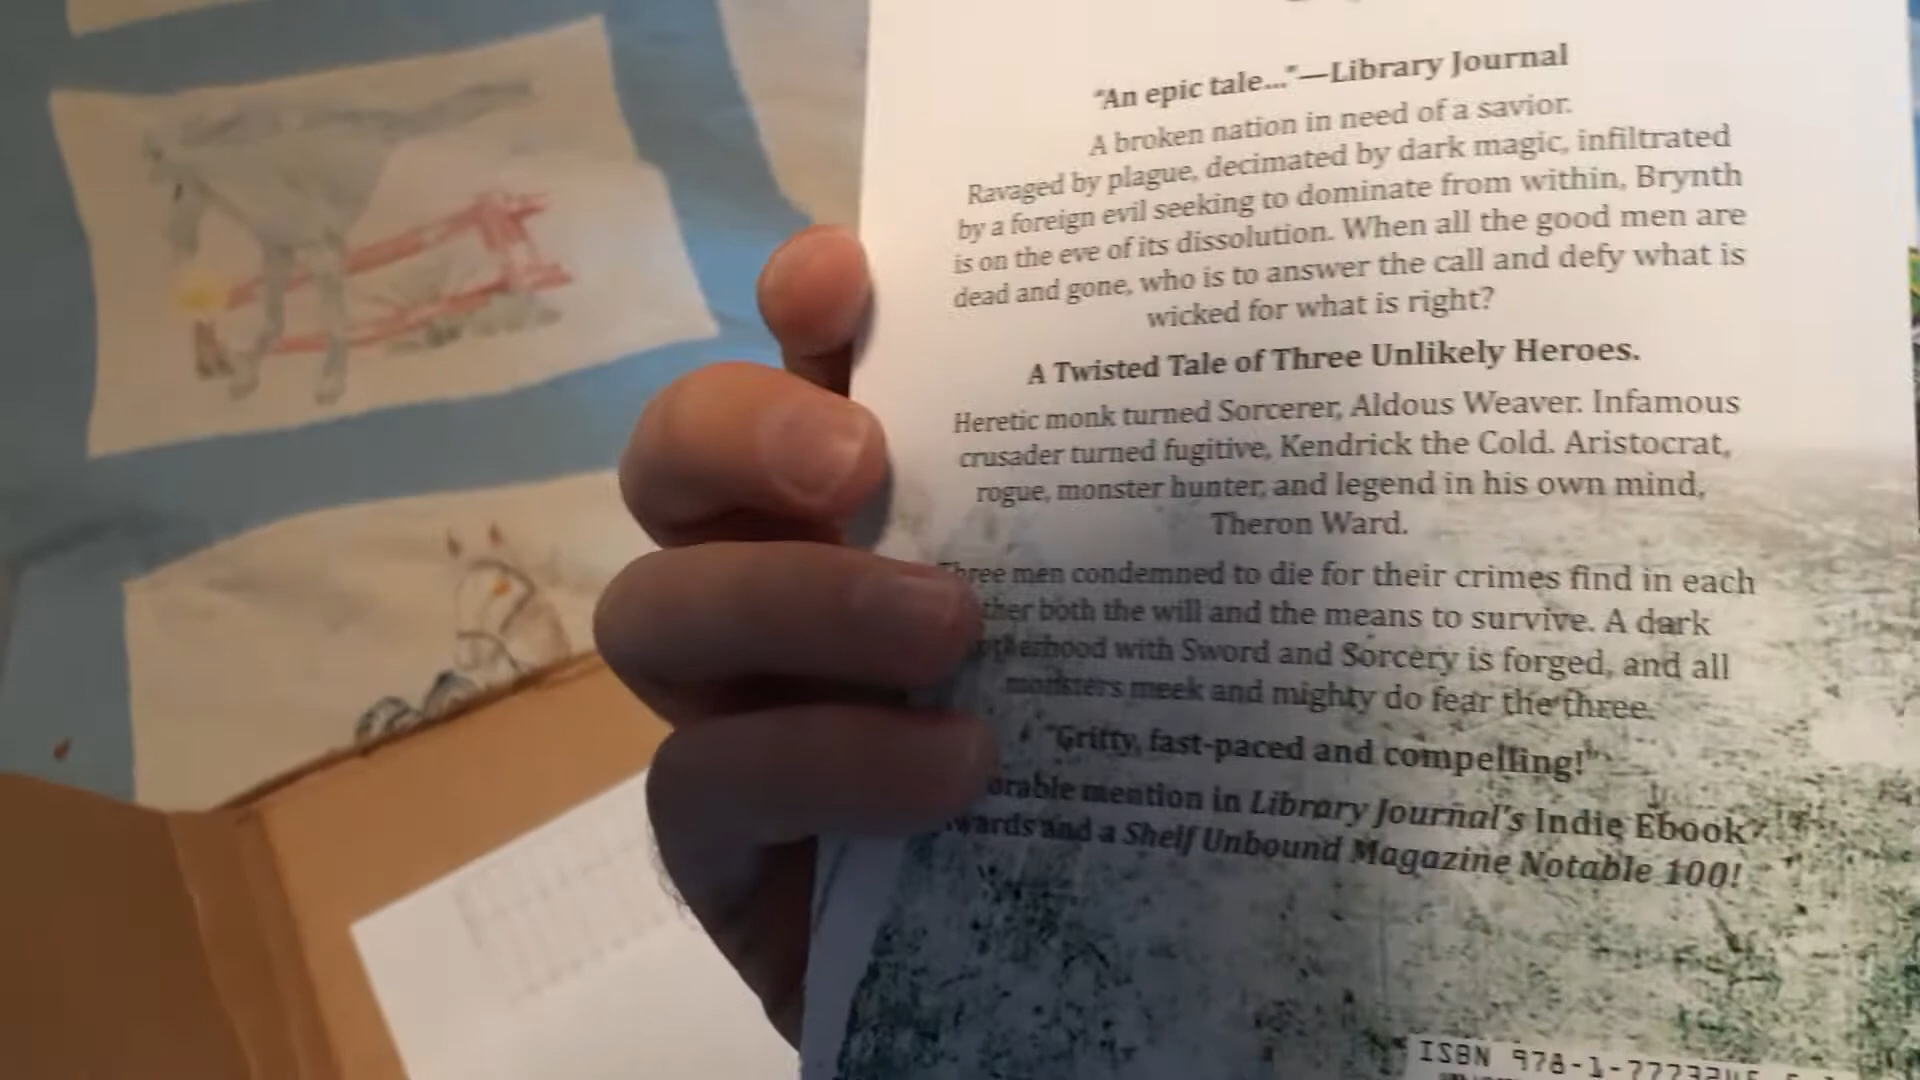 "An epic tale..."—Library Journal
A broken nation in need of a savior.
Ravaged by plague, decimated by dark magic, infiltrated
by a foreign evil seeking to dominate from within, Brynth
is on the eve of its dissolution. When all the good men are
dead and gone, who is to answer the call and defy what is
wicked for what is right?
A Twisted Tale of Three Unlikely Heroes.
Heretic monk turned Sorcerer, Aldous Weaver. Infamous
crusader turned fugitive, Kendrick the Cold. Aristocrat,
rogue, monster hunter, and legend in his own mind,
Theron Ward.
Three men condemned to die for their crimes find in each
ther both the will and the means to survive. A dark
therhood with Sword and Sorcery is forged, and all
monsters meek and mighty do fear the three.
"Gritty, fast-paced and compelling!"
orable mention in Library Journal's Indie Ebook
wards and a Shelf Unbound Magazine Notable 100!
ISBN 978-1-7773